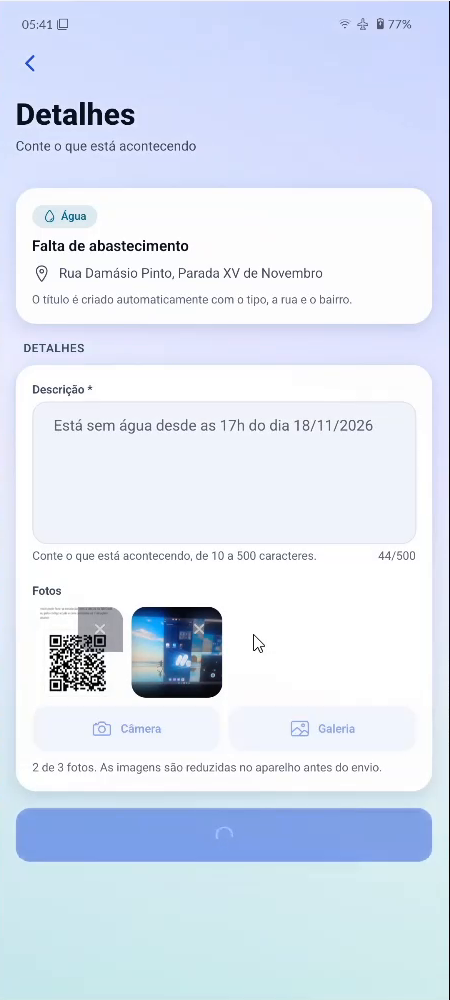 05:41 77%
Detalhes
Conte o que está acontecendo
Água
Falta de abastecimento
Rua Damásio Pinto, Parada XV de Novembro
O título é criado automaticamente com o tipo, a rua e o bairro.
DETALHES
Descrição *
Está sem água desde as 17h do dia 18/11/2026
Conte o que está acontecendo, de 10 a 500 caracteres. 44/500
Fotos
Câmera Galeria
2 de 3 fotos. As imagens são reduzidas no aparelho antes do envio.